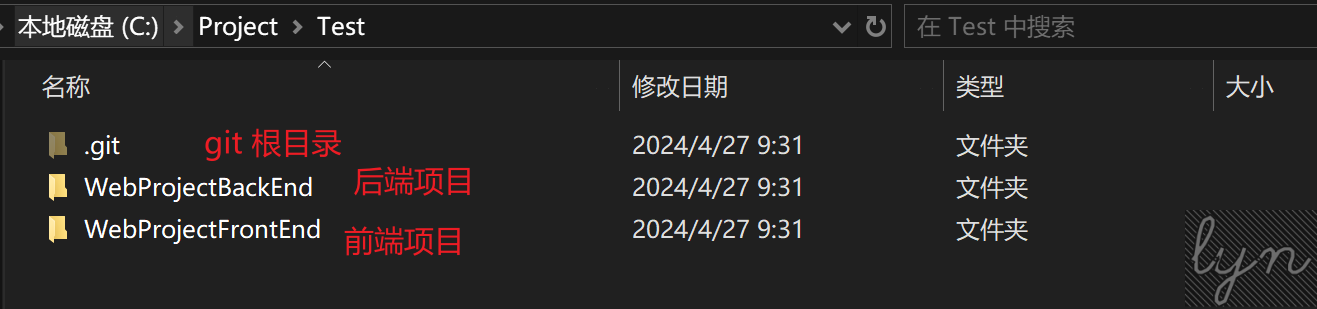 本地磁盘 (C:) > Project > Test 在 Test 中搜索
名称 修改日期 类型 大小
.git git 根目录 2024/4/27 9:31 文件夹
WebProjectBackEnd 后端项目 2024/4/27 9:31 文件夹
WebProjectFrontEnd 前端项目 2024/4/27 9:31 文件夹
lyn